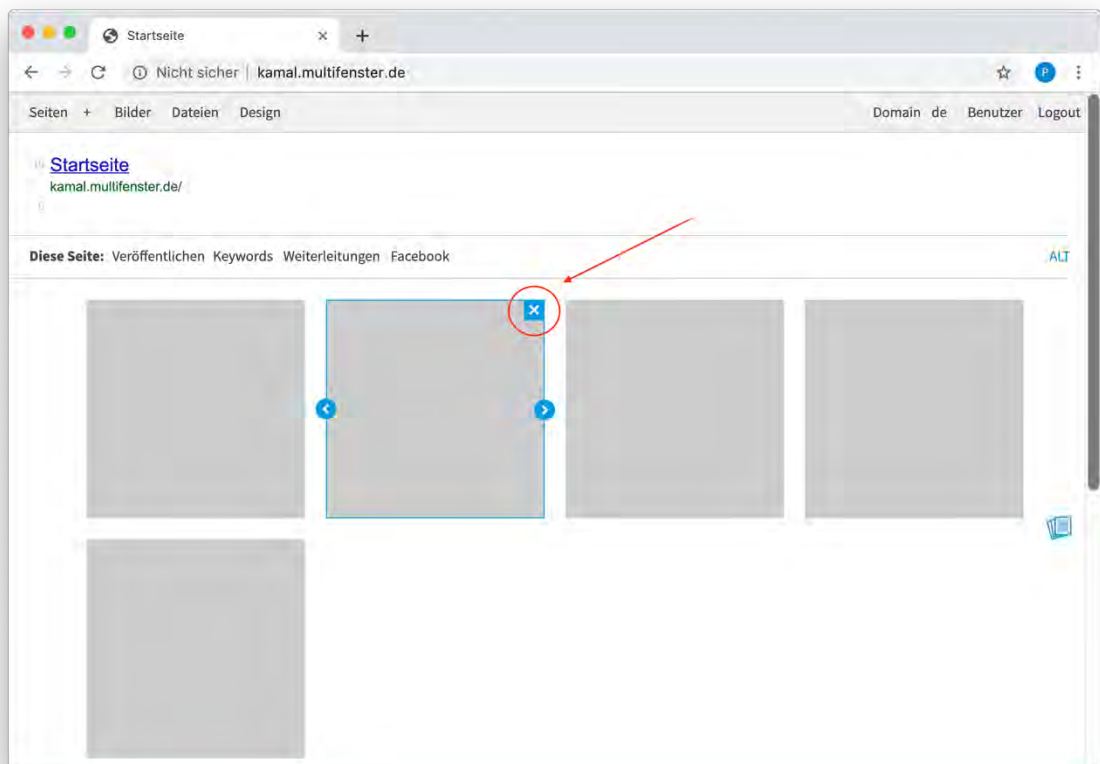 Startseite
Nicht sicher | kamal.multifenster.de
P
Seiten + Bilder Dateien Design Domain de Benutzer Logout
Startseite
kamal.multifenster.de/
Diese Seite: Veröffentlichen Keywords Weiterleitungen Facebook ALT